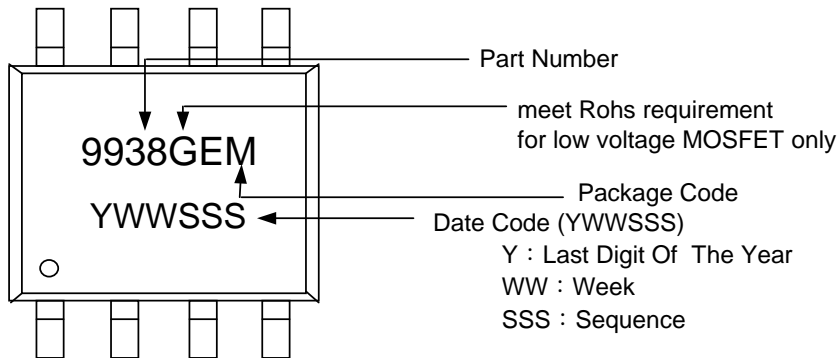 Part Number
meet Rohs requirement
for low voltage MOSFET only
9938GEM
Package Code
YWWSSS
Date Code (YWWSSS)
Y：Last Digit Of The Year
WW：Week
SSS：Sequence